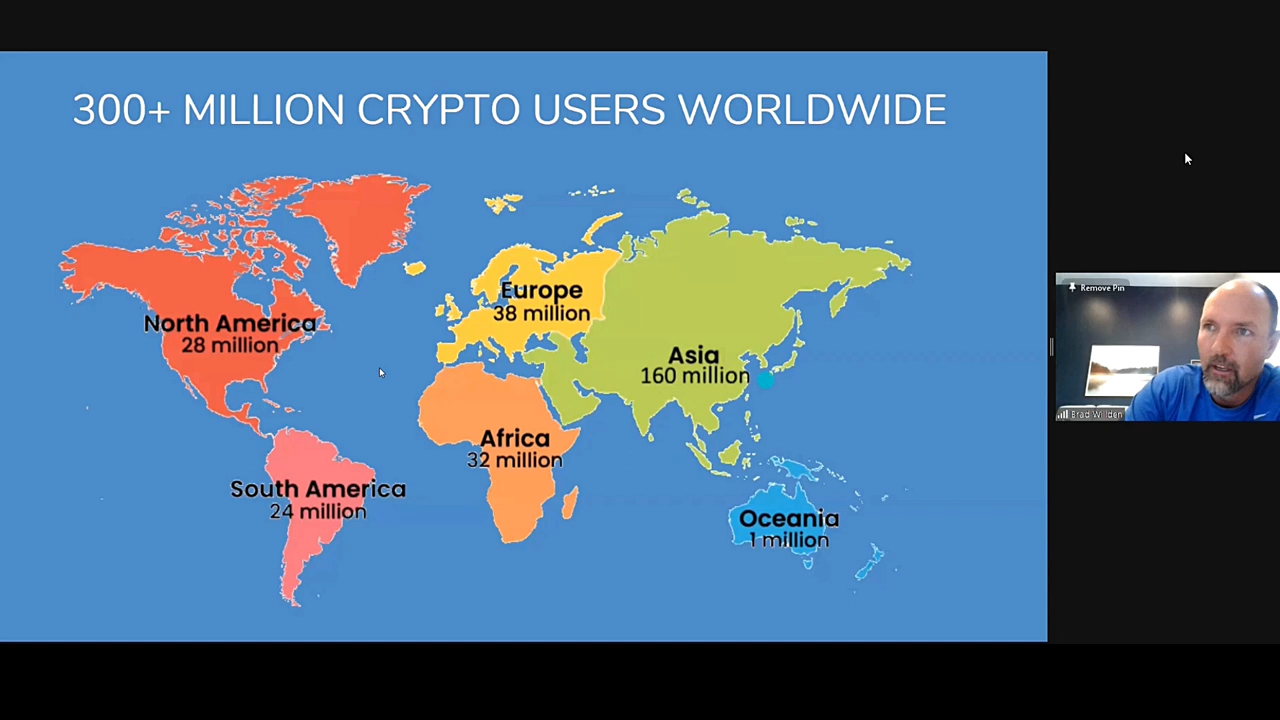 300+ MILLION CRYPTO USERS WORLDWIDE
North America
28 million
Europe
38 million
Asia
160 million
Africa
32 million
South America
24 million
Oceania
1 million
Remove Pin
Brad Willden